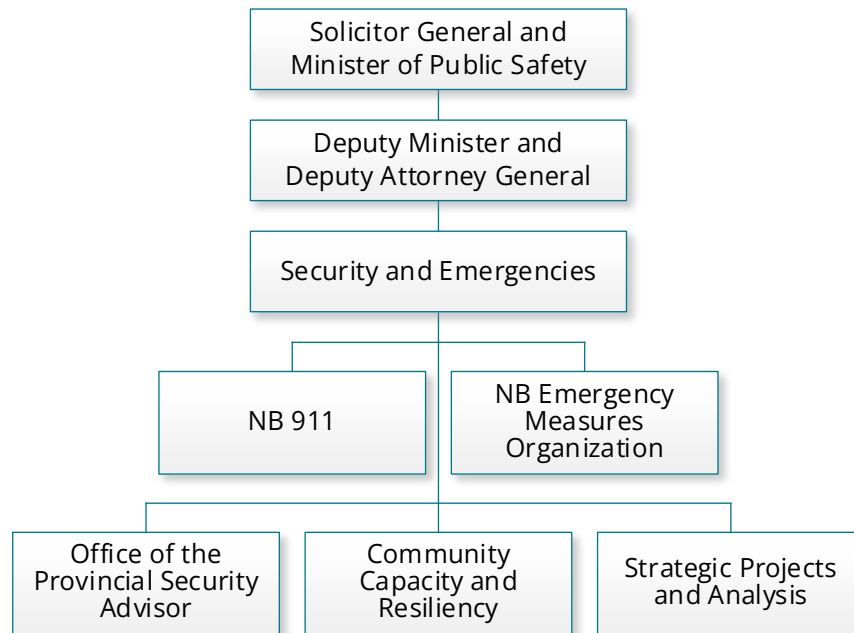 Solicitor General and
Minister of Public Safety
Deputy Minister and
Deputy Attorney General
Security and Emergencies
NB 911
NB Emergency
Measures
Organization
Office of the
Provincial Security
Advisor
Community
Capacity and
Resiliency
Strategic Projects
and Analysis